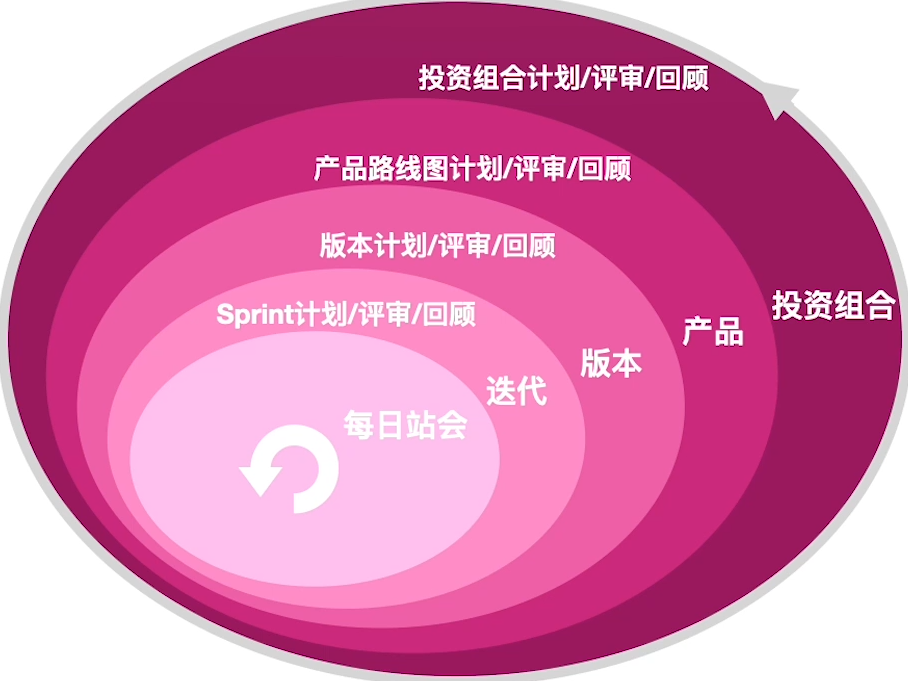 投资组合计划/评审/回顾
产品路线图计划/评审/回顾
版本计划/评审/回顾
Sprint计划/评审/回顾
投资组合
产品
版本
迭代
每日站会